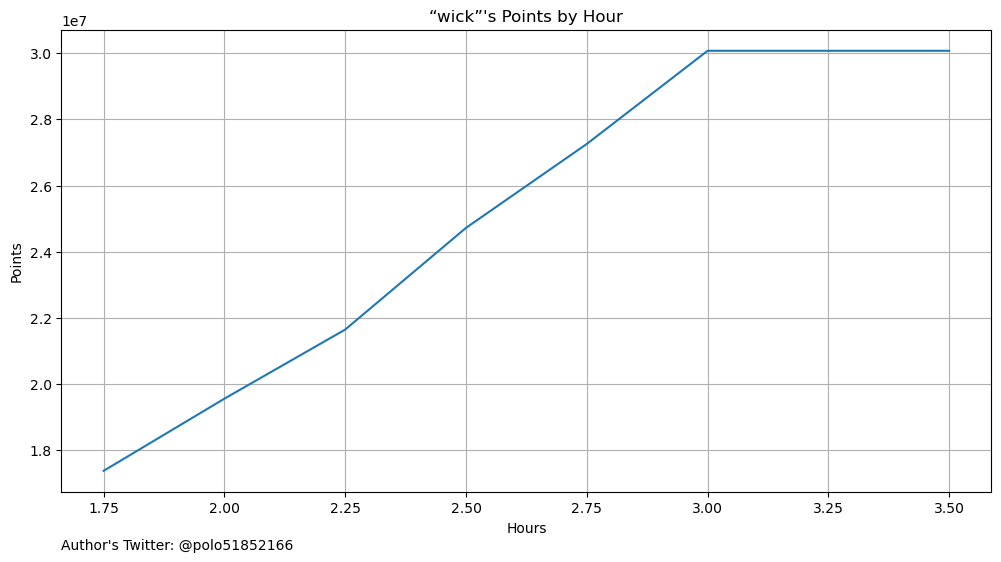 “wick”'s Points by Hour
1e7
3.0
2.8
2.6
2.4
2.2
2.0
1.8
Points
1.75 2.00 2.25 2.50 2.75 3.00 3.25 3.50
Hours
Author's Twitter: @polo51852166